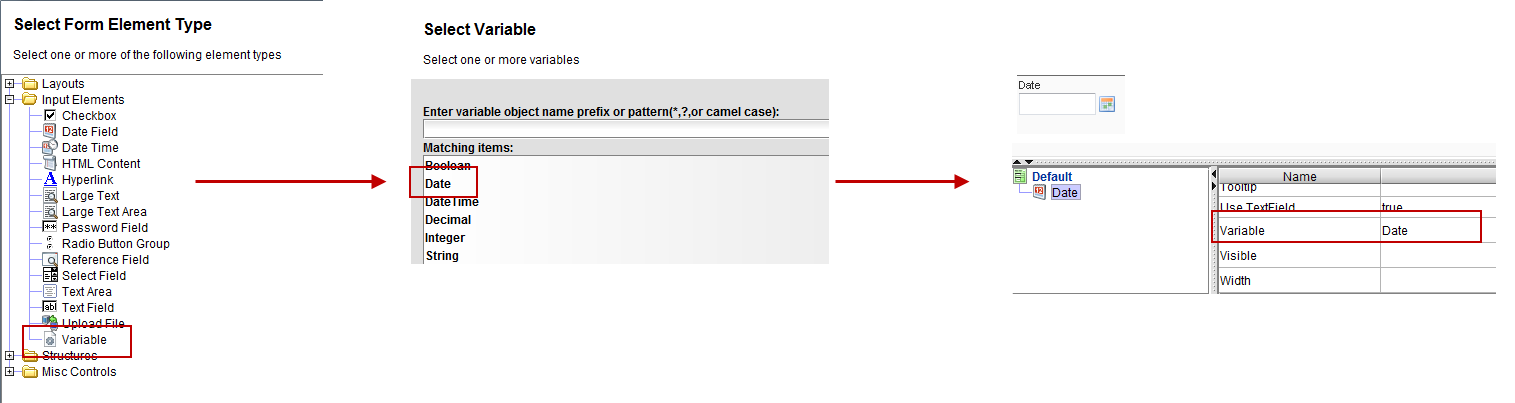 Select Form Element Type
Select one or more of the following element types
Layouts
Input Elements
Checkbox
Date Field
Date Time
HTML Content
Hyperlink
Large Text
Large Text Area
Password Field
Radio Button Group
Reference Field
Select Field
Text Area
Text Field
Upload File
Variable
Structures
Misc Controls
Select Variable
Select one or more variables
Enter variable object name prefix or pattern(*,?,or camel case):
Matching items:
Boolean
Date
DateTime
Decimal
Integer
String
Date
Default
Date
Name
Tooltip
Use TextField true
Variable Date
Visible
Width